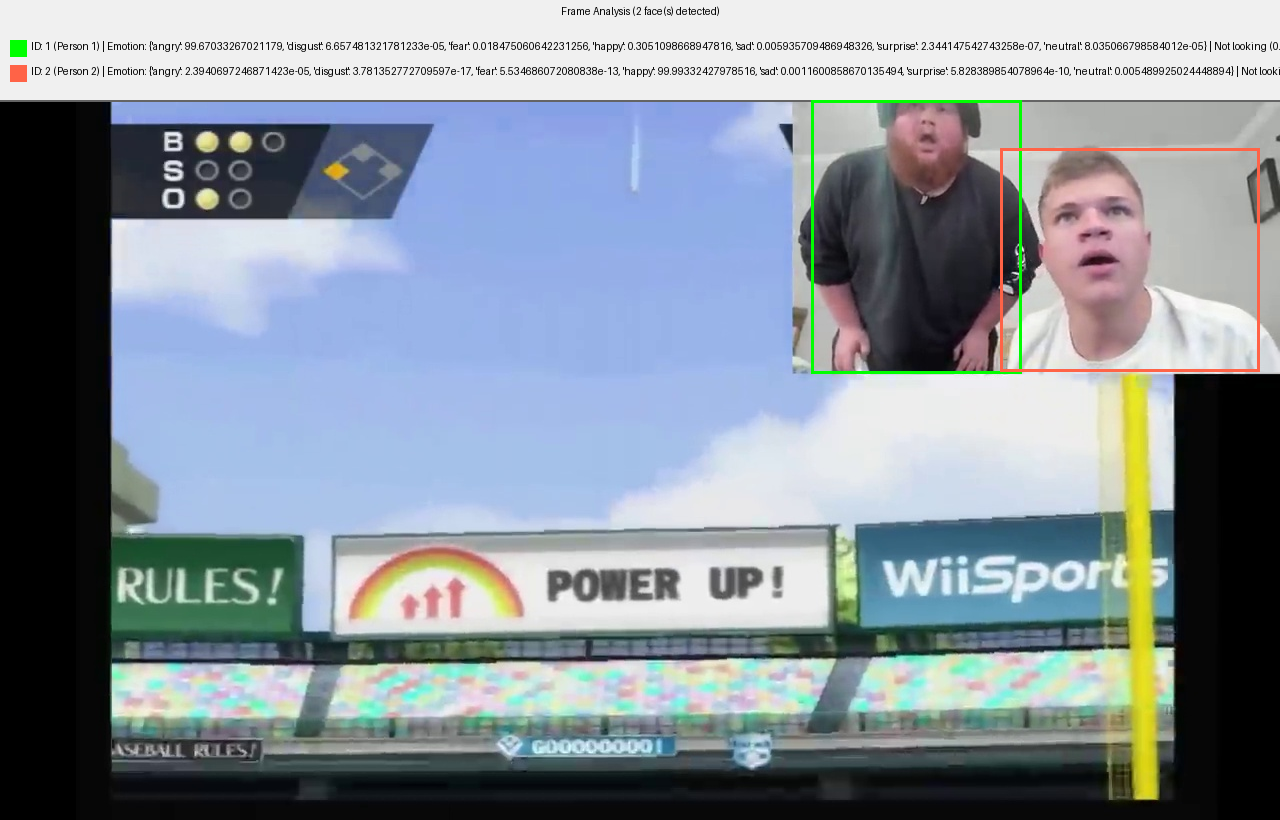 Frame Analysis (2 face(s) detected)
ID: 1 (Person 1) | Emotion: {'angry': 99.67033267021179, 'disgust': 6.657481321781233e-05, 'fear': 0.018475060642231256, 'happy': 0.3051098668947816, 'sad': 0.005935709486948326, 'surprise': 2.344147542743258e-07, 'neutral': 8.035066798584012e-05} | Not looking (0.
ID: 2 (Person 2) | Emotion: {'angry': 2.3940697246871423e-05, 'disgust': 3.781352772709597e-17, 'fear': 5.534686072080838e-13, 'happy': 99.99332427978516, 'sad': 0.0011600858670135494, 'surprise': 5.828389854078964e-10, 'neutral': 0.005489925024448894} | Not looki
B
S
O
RULES!
POWER UP!
WiiSports
ASEBALL RULES!
GOOOOOOOO!